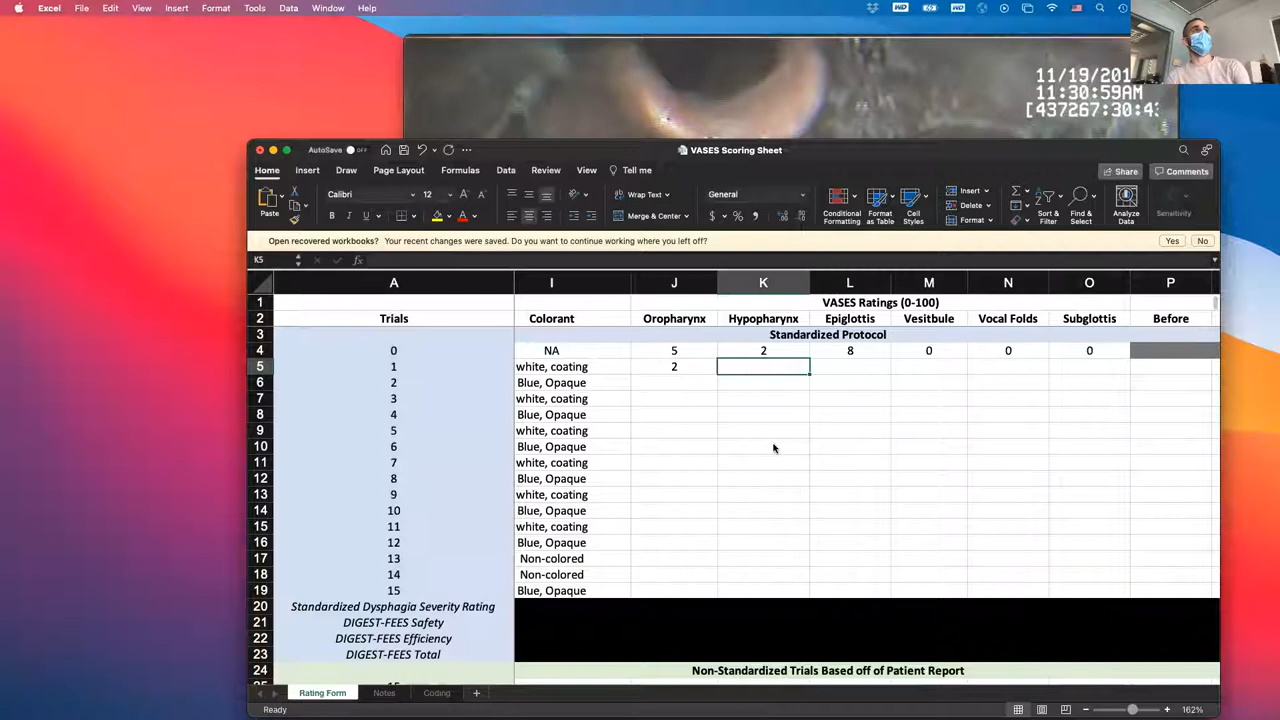 Excel File Edit View Insert Format Tools Data Window Help
11/19/201
11:30:59AM
[437267:30:43
AutoSave OFF VASES Scoring Sheet
Home Insert Draw Page Layout Formulas Data Review View Tell me Share Comments
Paste Calibri 12 Wrap Text General Conditional Formatting Format as Table Cell Styles Insert Sort & Filter Find & Select Analyze Data Sensitivity
B I U Merge & Center $ % Delete Format
Open recovered workbooks? Your recent changes were saved. Do you want to continue working where you left off? Yes No
K5 fx
A I J K L M N O P
1 VASES Ratings (0-100)
2 Trials Colorant Oropharynx Hypopharynx Epiglottis Vesitbule Vocal Folds Subglottis Before
3 Standardized Protocol
4 0 NA 5 2 8 0 0 0
5 1 white, coating 2
6 2 Blue, Opaque
7 3 white, coating
8 4 Blue, Opaque
9 5 white, coating
10 6 Blue, Opaque
11 7 white, coating
12 8 Blue, Opaque
13 9 white, coating
14 10 Blue, Opaque
15 11 white, coating
16 12 Blue, Opaque
17 13 Non-colored
18 14 Non-colored
19 15 Blue, Opaque
20 Standardized Dysphagia Severity Rating
21 DIGEST-FEES Safety
22 DIGEST-FEES Efficiency
23 DIGEST-FEES Total
24 Non-Standardized Trials Based off of Patient Report
Rating Form Notes Coding
Ready 162%